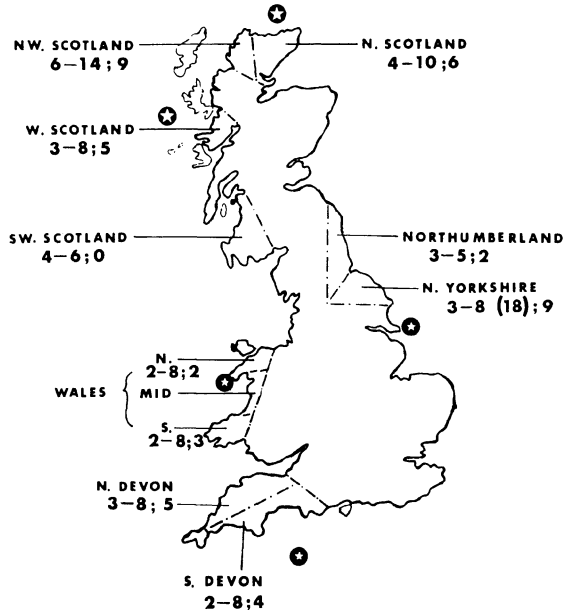 NW. SCOTLAND
6–14; 9
N. SCOTLAND
4–10; 6
W. SCOTLAND
3–8; 5
SW. SCOTLAND
4–6; 0
NORTHUMBERLAND
3–5; 2
N. YORKSHIRE
3–8 (18); 9
N.
2–8; 2
WALES
MID
S.
2–8; 3
N. DEVON
3–8; 5
S. DEVON
2–8; 4